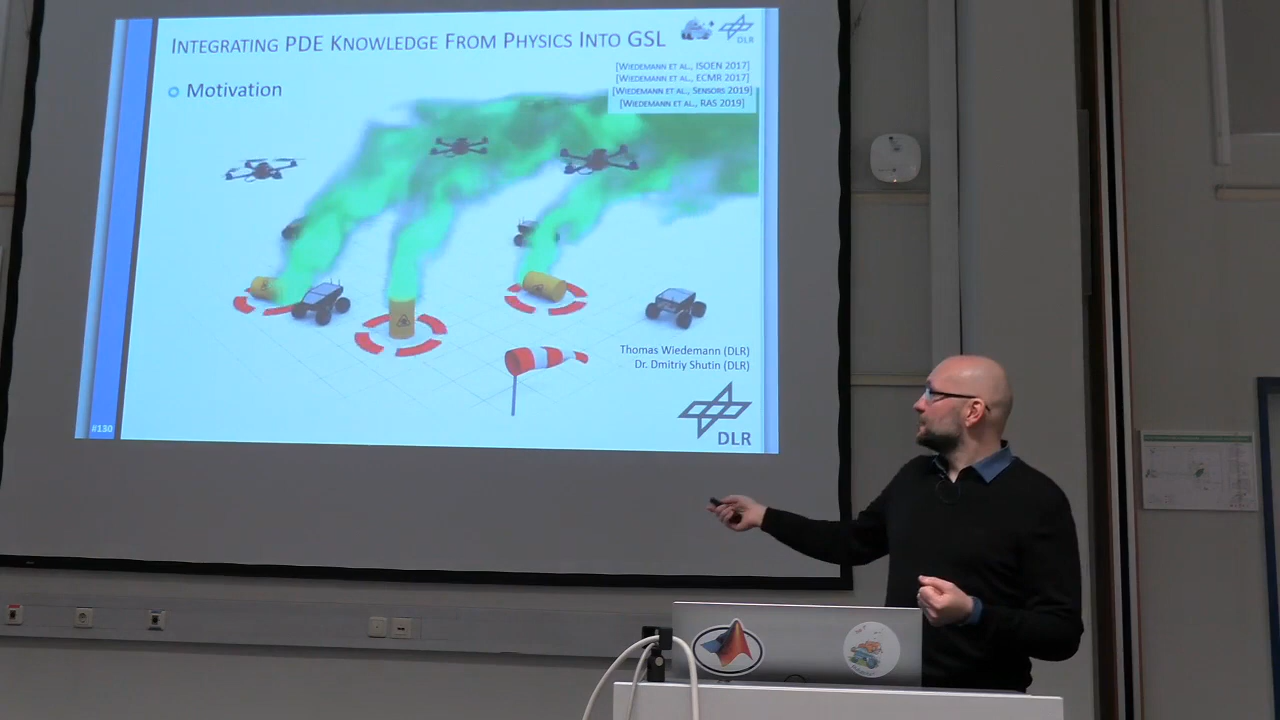 INTEGRATING PDE KNOWLEDGE FROM PHYSICS INTO GSL
DLR
[WIEDEMANN ET AL., ISOEN 2017]
[WIEDEMANN ET AL., ECMR 2017]
[WIEDEMANN ET AL., SENSORS 2019]
[WIEDEMANN ET AL., RAS 2019]
Motivation
Thomas Wiedemann (DLR)
Dr. Dmitriy Shutin (DLR)
DLR
#130